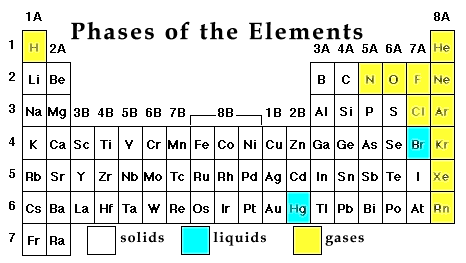 1A Phases of the Elements 8A
1 H 2A 3A 4A 5A 6A 7A He
2 Li Be B C N O F Ne
3 Na Mg 3B 4B 5B 6B 7B 8B 1B 2B Al Si P S Cl Ar
4 K Ca Sc Ti V Cr Mn Fe Co Ni Cu Zn Ga Ge As Se Br Kr
5 Rb Sr Y Zr Nb Mo Tc Ru Rh Pd Ag Cd In Sn Sb Te I Xe
6 Cs Ba La Hf Ta W Re Os Ir Pt Au Hg Tl Pb Bi Po At Rn
7 Fr Ra solids liquids gases